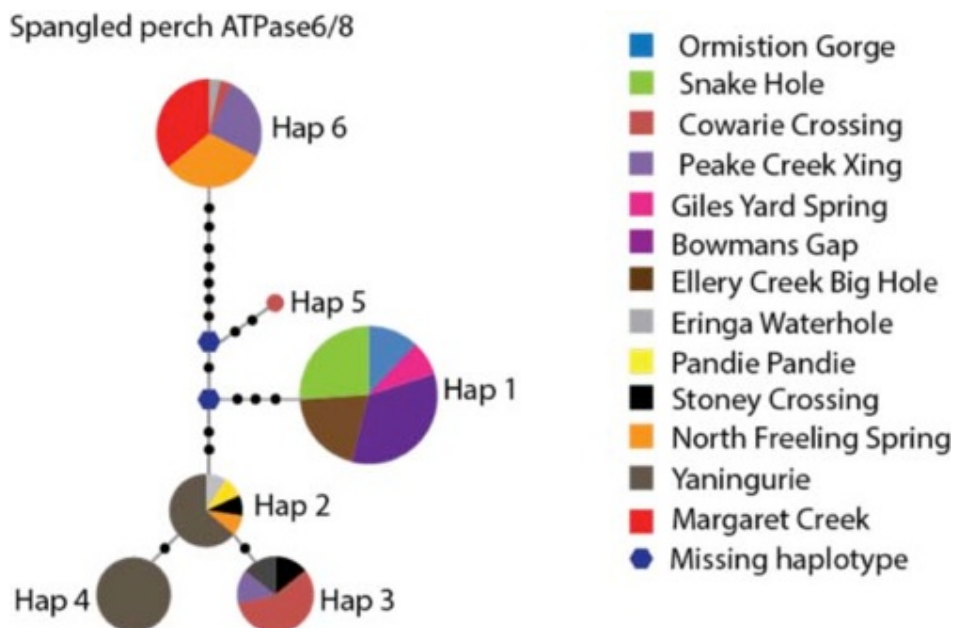 Spangled perch ATPase6/8
Hap 6
Hap 5
Hap 1
Hap 2
Hap 4
Hap 3
Ormistion Gorge
Snake Hole
Cowarie Crossing
Peake Creek Xing
Giles Yard Spring
Bowmans Gap
Ellery Creek Big Hole
Eringa Waterhole
Pandie Pandie
Stoney Crossing
North Freeling Spring
Yaningurie
Margaret Creek
Missing haplotype